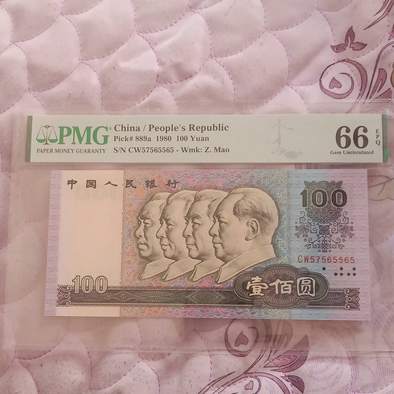 PMG
PAPER MONEY GUARANTY
China / People's Republic
Pick# 889a 1980 100 Yuan
S/N CW57565565 - Wmk: Z. Mao
66 EPQ
Gem Uncirculated
中国人民银行
100
CW57565565
100
壹佰圆